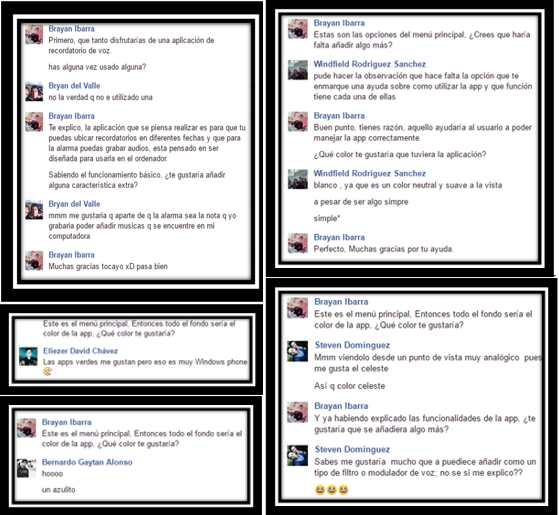 Brayan Ibarra
Primero, que tanto disfrutarías de una aplicación de
recordatorio de voz.
has alguna vez usado alguna?
Bryan del Valle
no la verdad q no e utilizado una
Brayan Ibarra
Te explico, la aplicación que se piensa realizar es para que tu
puedas ubicar recordatorios en diferentes fechas y que para
la alarma puedas grabar audios, esta pensado en ser
diseñada para usarla en el ordenador.
Sabiendo el funcionamiento básico, ¿te gustaría añadir
alguna característica extra?
Bryan del Valle
mmm me gustaria q aparte de q la alarma sea la nota q yo
grabaria poder añadir musicas q se encuentre en mi
computadora
Brayan Ibarra
Muchas gracias tocayo xD pasa bien
Brayan Ibarra
Estas son las opciones del menú principal, ¿Crees que haría
falta añadir algo más?
Windfield Rodriguez Sanchez
pude hacer la observación que hace falta la opción que te
enmarque una ayuda sobre como utilizar la app y que función
tiene cada una de ellas
Brayan Ibarra
Buen punto, tienes razón, aquello ayudaría al usuario a poder
manejar la app correctamente.
¿Qué color te gustaría que tuviera la aplicación?
Windfield Rodriguez Sanchez
blanco , ya que es un color neutral y suave a la vista
a pesar de ser algo simpre
simple*
Brayan Ibarra
Perfecto, Muchas gracias por tu ayuda.
Este es el menú principal, Entonces todo el fondo sería el
color de la app, ¿Qué color te gustaría?
Eliezer David Chávez
Las apps verdes me gustan pero eso es muy Windows phone
Brayan Ibarra
Este es el menú principal, Entonces todo el fondo sería el
color de la app, ¿Qué color te gustaría?
Bernardo Gaytan Alonso
hoooo
un azulito
Brayan Ibarra
Este es el menú principal, Entonces todo el fondo sería el
color de la app, ¿Qué color te gustaría?
Steven Dominguez
Mmm viendolo desde un punto de vista muy analógico pues
me gusta el celeste
Así q color celeste
Brayan Ibarra
Y ya habiendo explicado las funcionalidades de la app, ¿te
gustaría que se añadiera algo más?
Steven Dominguez
Sabes me gustaría mucho que a puediece añadir como un
tipo de filtro o modulador de voz; no se si me explico??